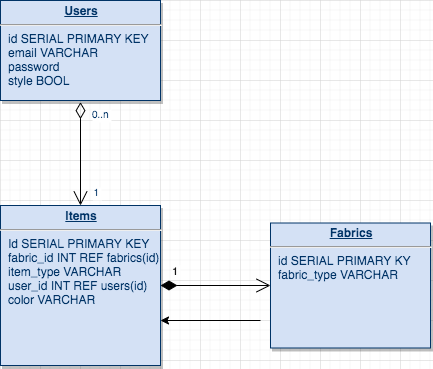 Users
id SERIAL PRIMARY KEY
email VARCHAR
password
style BOOL
0..n
1
Items
Id SERIAL PRIMARY KEY
fabric_id INT REF fabrics(id)
item_type VARCHAR
user_id INT REF users(id)
color VARCHAR
1
Fabrics
id SERIAL PRIMARY KY
fabric_type VARCHAR